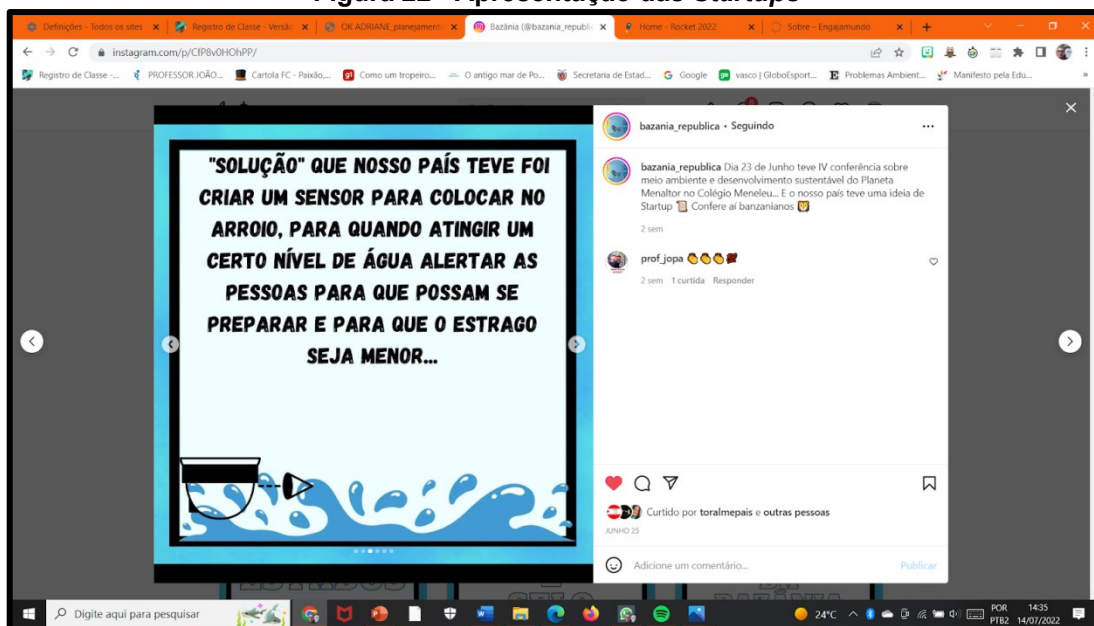 Definições - Todos os sites
Registro de Classe - Versão
OK ADRIANE_planejament
Bazânia (@bazania_republic
Home - Rocket 2022
Sobre - Engajamundo
instagram.com/p/CfP8v0HOhPP/
Registro de Classe -...
PROFESSOR JOÃO...
Cartola FC - Paixão,...
Como um tropeiro...
O antigo mar de Po...
Secretaria de Estad...
Google
vasco | GloboEsport...
Problemas Ambient...
Manifesto pela Edu...
"SOLUÇÃO" QUE NOSSO PAÍS TEVE FOI
CRIAR UM SENSOR PARA COLOCAR NO
ARROIO, PARA QUANDO ATINGIR UM
CERTO NÍVEL DE ÁGUA ALERTAR AS
PESSOAS PARA QUE POSSAM SE
PREPARAR E PARA QUE O ESTRAGO
SEJA MENOR...
bazania_republica • Seguindo
bazania_republica Dia 23 de Junho teve IV conferência sobre
meio ambiente e desenvolvimento sustentável do Planeta
Menaltor no Colégio Meneleu... E o nosso país teve uma ideia de
Startup 📜 Confere aí banzanianos 🦁
2 sem
prof_jopa 👏👏👏
2 sem 1 curtida Responder
Curtido por toralmepais e outras pessoas
JUNHO 25
Adicione um comentário...
Publicar
Digite aqui para pesquisar
24°C
POR
PTB2
14:35
14/07/2022